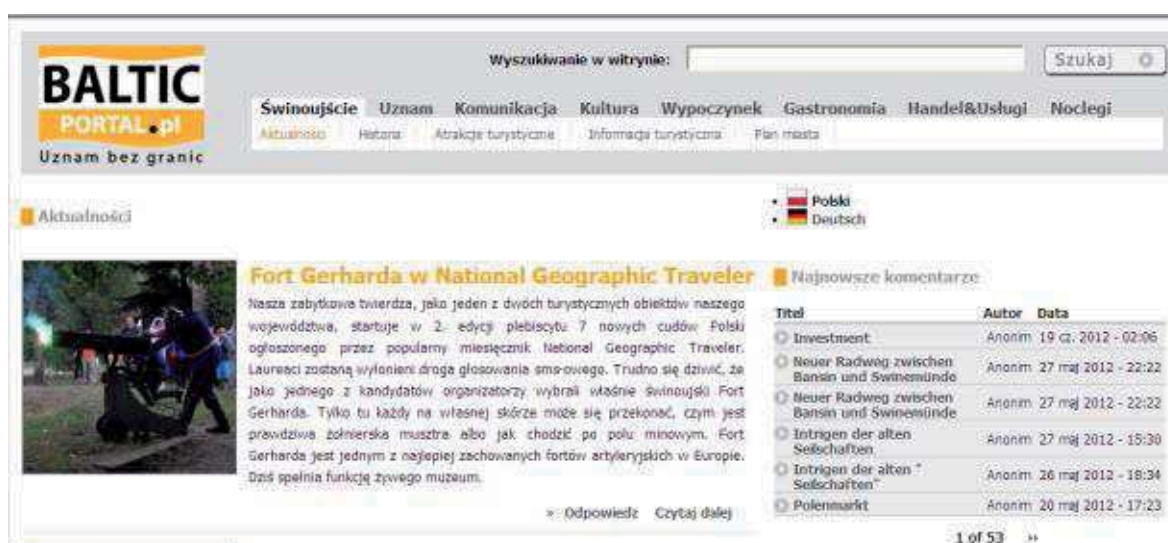 BALTIC
PORTAL.pl
Uznam bez granic
Wyszukiwanie w witrynie:
Szukaj
Świnoujście Uznam Komunikacja Kultura Wypoczynek Gastronomia Handel&Usługi Noclegi
Aktualności Historia Atrakcje turystyczne Informacja turystyczna Plan miasta
Aktualności
Polski
Deutsch
Fort Gerharda w National Geographic Traveler
Nasza zabytkowa twierdza, jako jeden z dwóch turystycznych obiektów naszego
województwa, startuje w 2. edycji plebiscytu 7 nowych cudów Polski
ogłoszonego przez popularny miesięcznik National Geographic Traveler.
Laureaci zostaną wyłonieni droga głosowania sms-owego. Trudno się dziwić, że
jako jednego z kandydatów organizatorzy wybrali właśnie świnoujski Fort
Gerharda. Tylko tu każdy na własnej skórze może się przekonać, czym jest
prawdziwa żołnierska musztra albo jak chodzić po polu minowym. Fort
Gerharda jest jednym z najlepiej zachowanych fortów artyleryjskich w Europie.
Dziś spełnia funkcję żywego muzeum.
» Odpowiedz Czytaj dalej
Najnowsze komentarze
Titel Autor Data
Investment Anonim 19 cz. 2012 - 02:06
Neuer Radweg zwischen
Bansin und Swinemünde Anonim 27 maj 2012 - 22:22
Neuer Radweg zwischen
Bansin und Swinemünde Anonim 27 maj 2012 - 22:22
Intrigen der alten
Seilschaften Anonim 27 maj 2012 - 15:30
Intrigen der alten "
Seilschaften" Anonim 26 maj 2012 - 18:34
Polenmarkt Anonim 20 maj 2012 - 17:23
1 of 53 ››